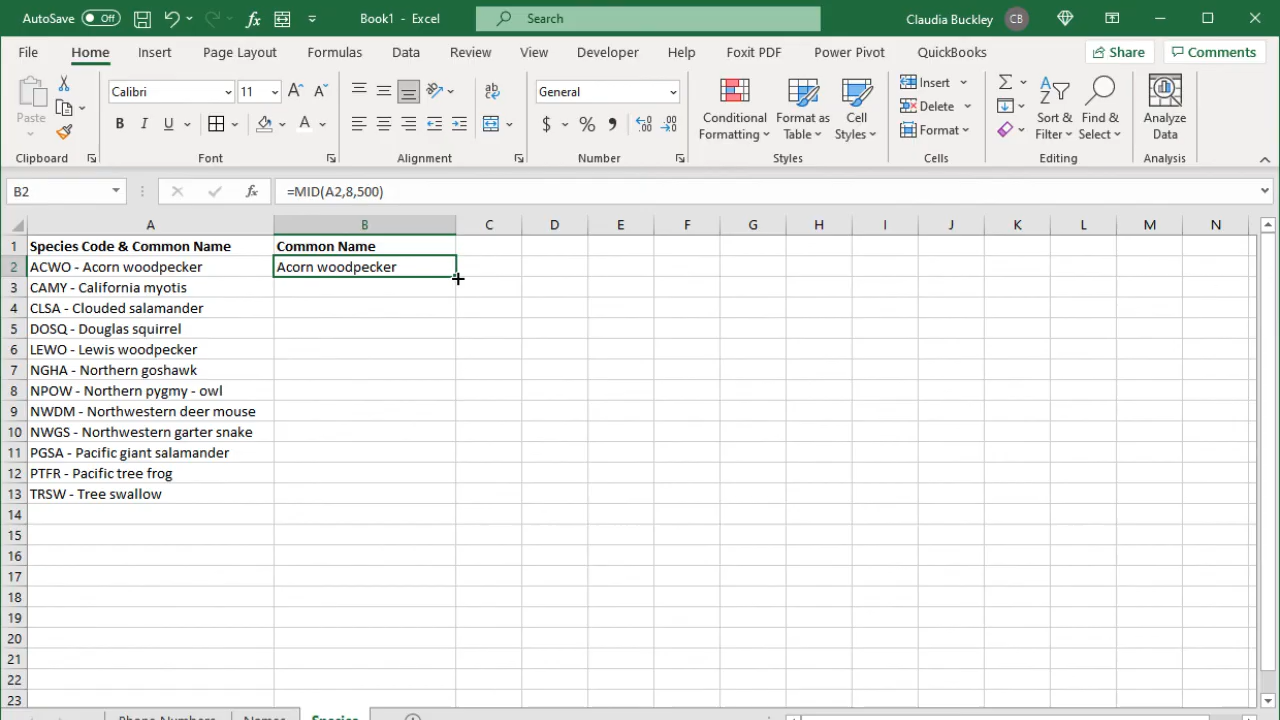 AutoSave Off Book1 - Excel Search Claudia Buckley CB
File Home Insert Page Layout Formulas Data Review View Developer Help Foxit PDF Power Pivot QuickBooks Share Comments
Paste Calibri 11 General Conditional Formatting Format as Table Cell Styles Insert Delete Format Sort & Filter Find & Select Analyze Data
Clipboard Font Alignment Number Styles Cells Editing Analysis
B2 fx =MID(A2,8,500)
A B C D E F G H I J K L M N
1 Species Code & Common Name Common Name
2 ACWO - Acorn woodpecker Acorn woodpecker
3 CAMY - California myotis
4 CLSA - Clouded salamander
5 DOSQ - Douglas squirrel
6 LEWO - Lewis woodpecker
7 NGHA - Northern goshawk
8 NPOW - Northern pygmy - owl
9 NWDM - Northwestern deer mouse
10 NWGS - Northwestern garter snake
11 PGSA - Pacific giant salamander
12 PTFR - Pacific tree frog
13 TRSW - Tree swallow
14
15
16
17
18
19
20
21
22
23
Phone Numbers Names Species